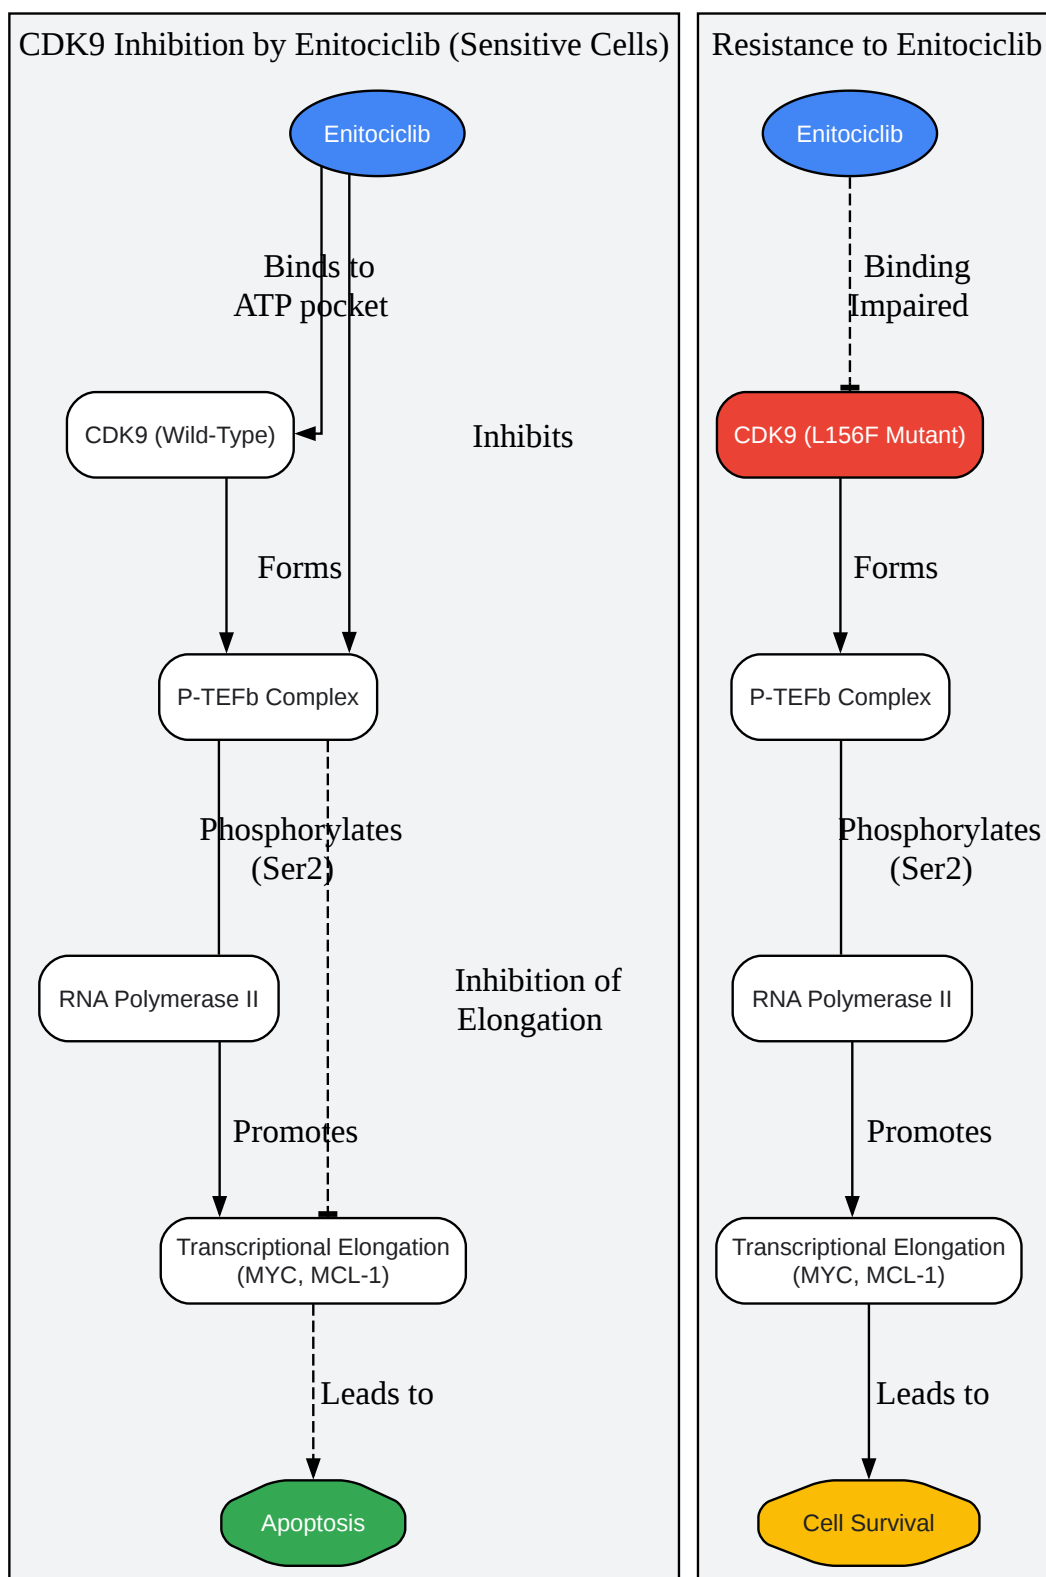 CDK9 Inhibition by Enitociclib (Sensitive Cells)
Enitociclib
Binds to
ATP pocket
CDK9 (Wild-Type)
Inhibits
Forms
P-TEFb Complex
Phosphorylates
(Ser2)
RNA Polymerase II
Inhibition of
Elongation
Promotes
Transcriptional Elongation
(MYC, MCL-1)
Leads to
Apoptosis
Resistance to Enitociclib
Enitociclib
Binding
Impaired
CDK9 (L156F Mutant)
Forms
P-TEFb Complex
Phosphorylates
(Ser2)
RNA Polymerase II
Promotes
Transcriptional Elongation
(MYC, MCL-1)
Leads to
Cell Survival